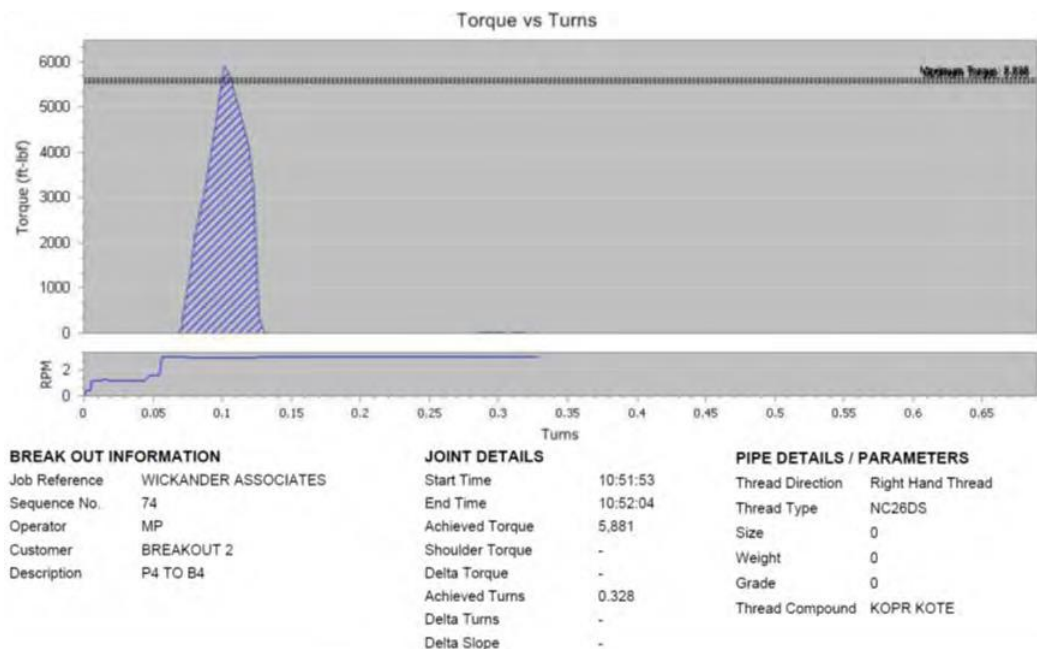 Torque vs Turns
Torque (ft-lbf)
6000
5000
4000
3000
2000
1000
0
Torque:
RPM
2
0
0 0.05 0.1 0.15 0.2 0.25 0.3 0.35 0.4 0.45 0.5 0.55 0.6 0.65
Turns
BREAK OUT INFORMATION
Job Reference WICKANDER ASSOCIATES
Sequence No. 74
Operator MP
Customer BREAKOUT 2
Description P4 TO B4
JOINT DETAILS
Start Time 10:51:53
End Time 10:52:04
Achieved Torque 5,881
Shoulder Torque -
Delta Torque -
Achieved Turns 0.328
Delta Turns -
Delta Slope -
PIPE DETAILS / PARAMETERS
Thread Direction Right Hand Thread
Thread Type NC26DS
Size 0
Weight 0
Grade 0
Thread Compound KOPR KOTE